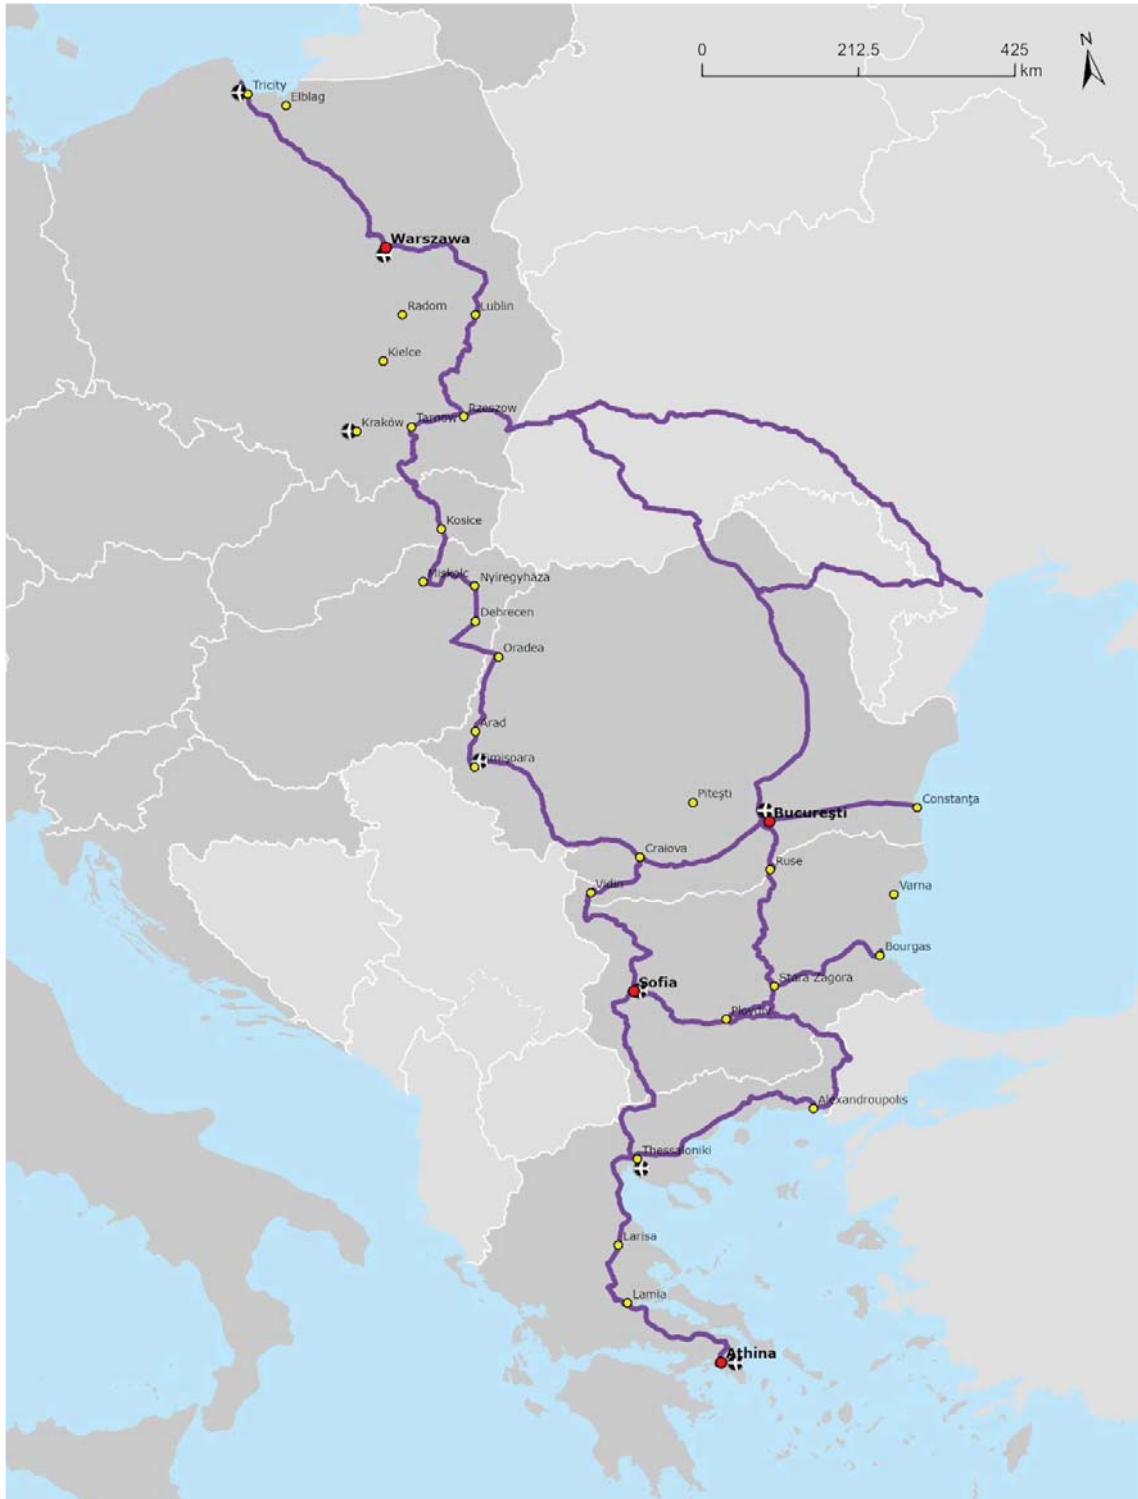 N
0 212.5 425
km
Tricity
Elblag
Warszawa
Radom
Lublin
Kielce
Rzeszow
Tarnow
Kraków
Kosice
Miskolc
Nyiregyhaza
Debrecen
Oradea
Arad
Timişoara
Piteşti
Constanţa
Bucureşti
Craiova
Ruse
Vidin
Varna
Bourgas
Stara Zagora
Sofia
Plovdiv
Alexandroupolis
Thessaloniki
Larisa
Lamia
Athina